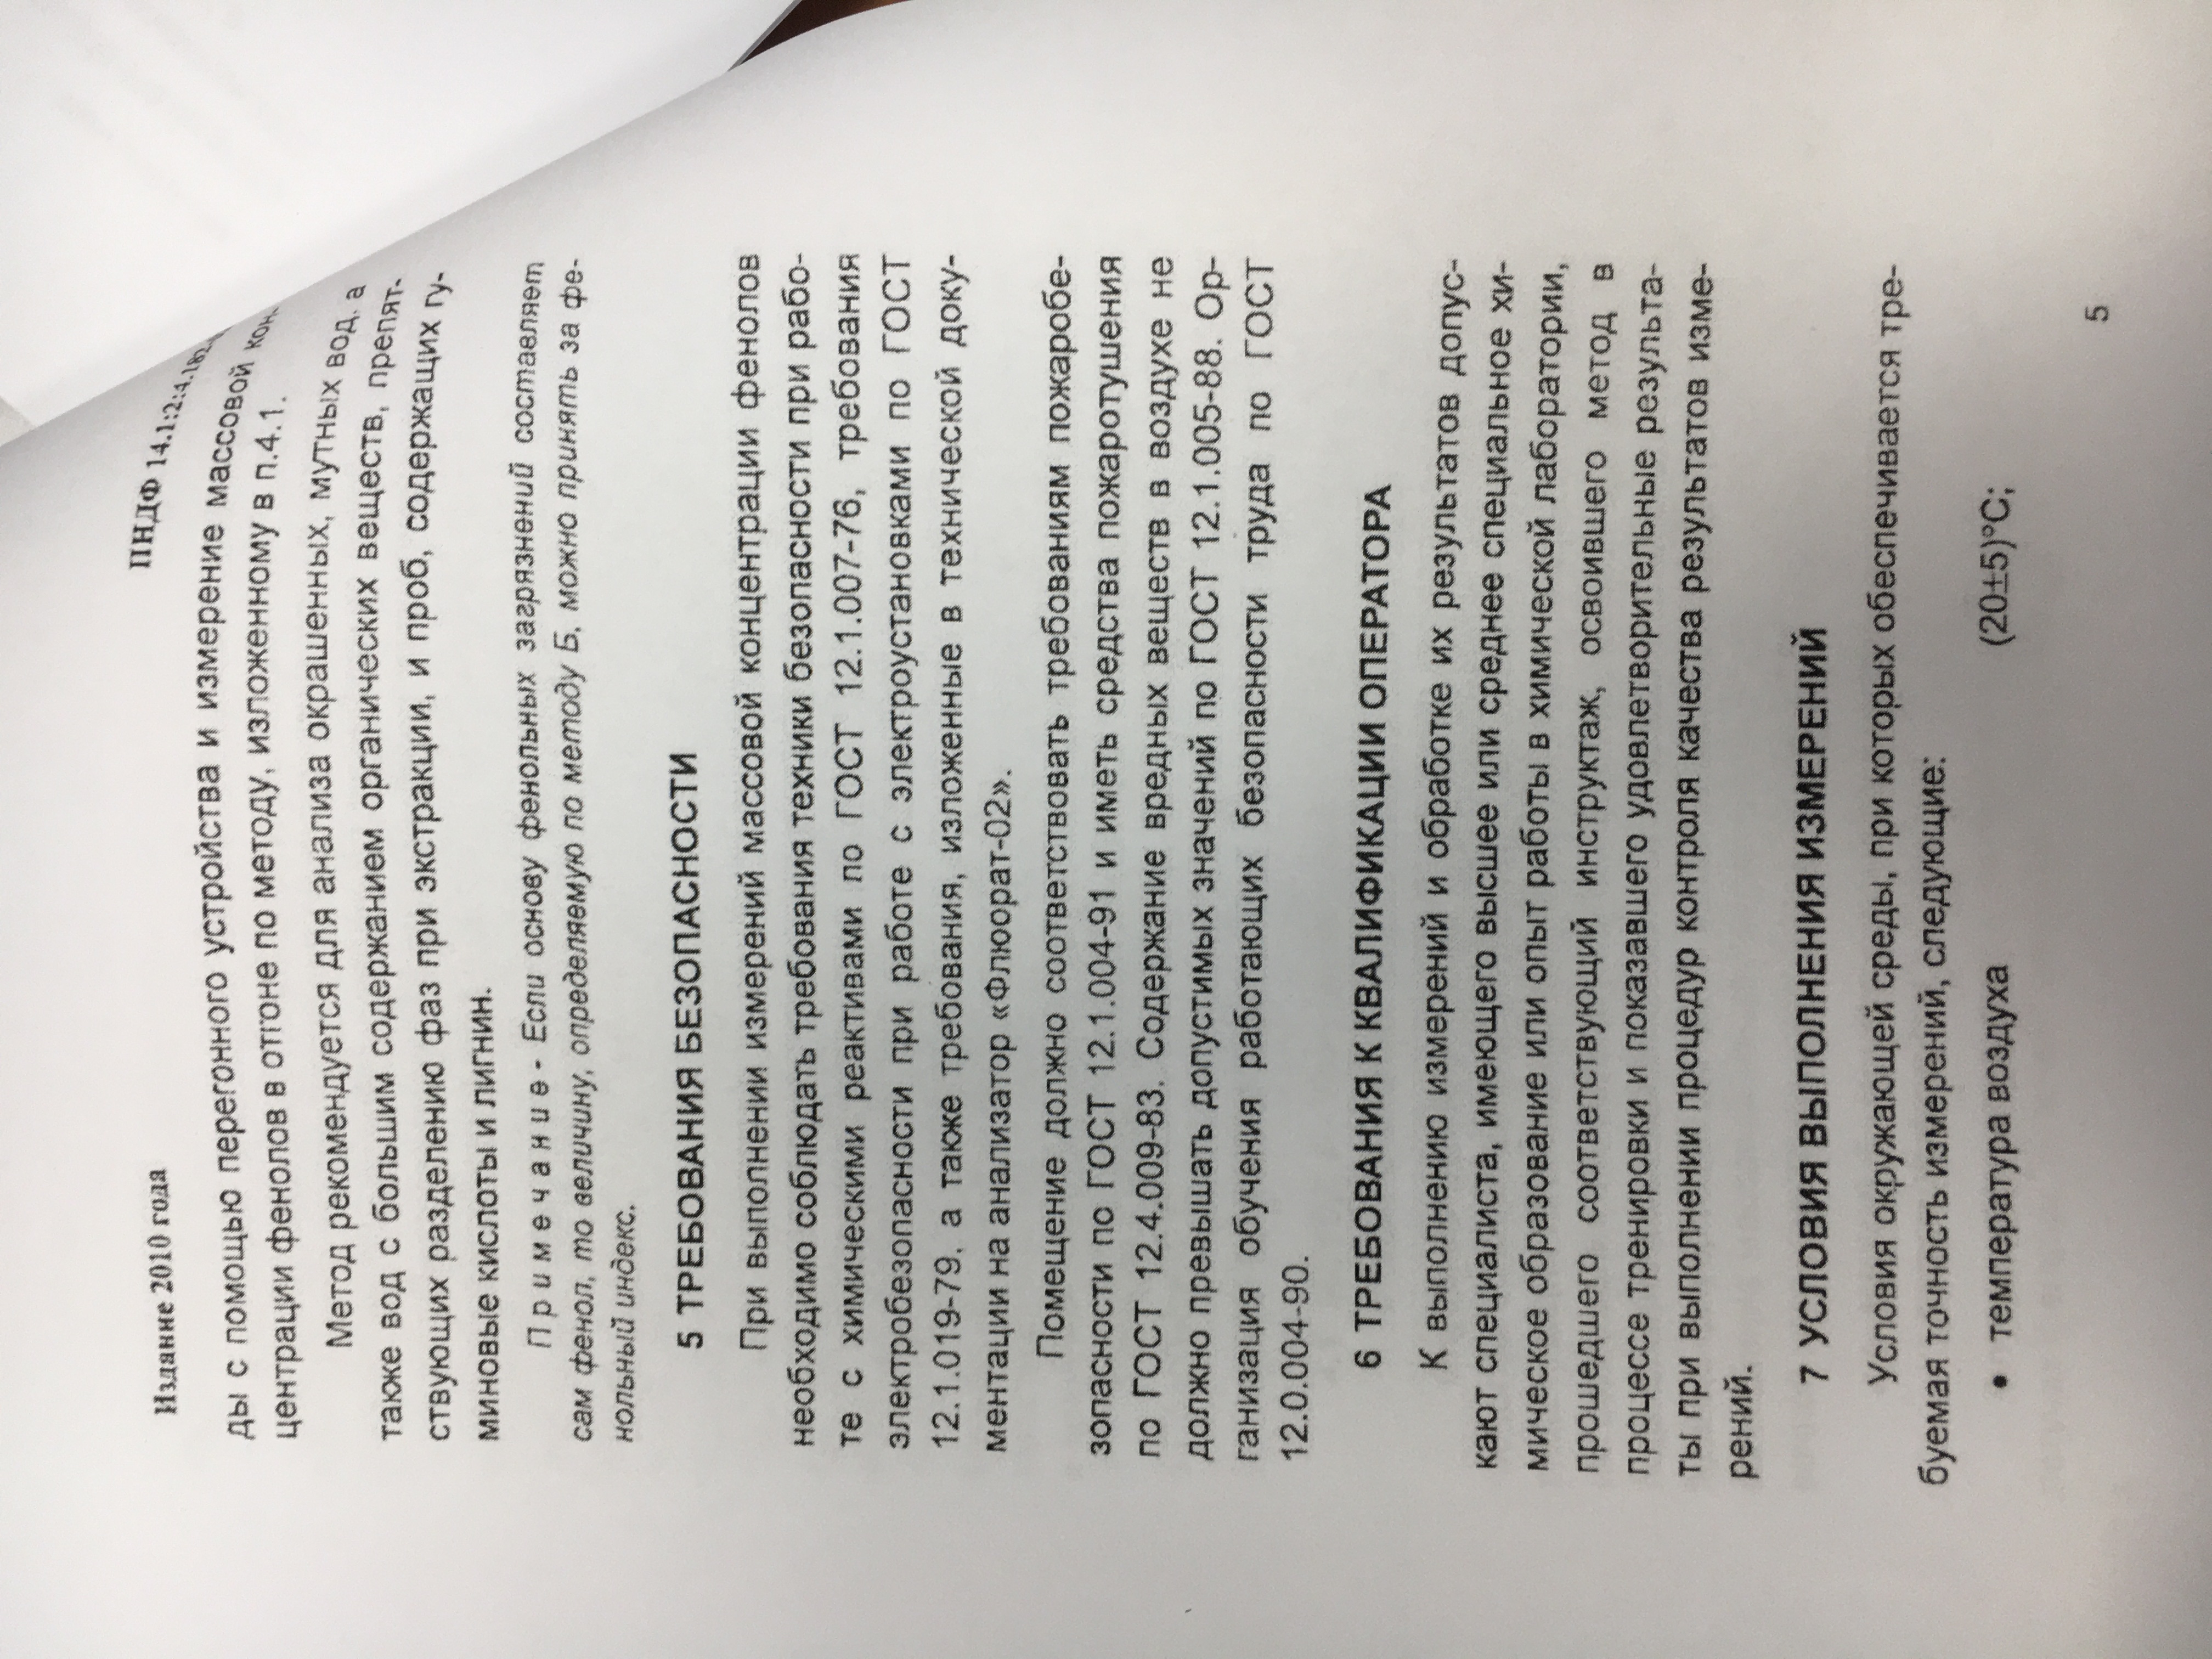 Издание 2010 года
ПНДФ 14.1:2:4.182
ды с помощью перегонного устройства и измерение массовой кон-
центрации фенолов в отгоне по методу, изложенному в п.4.1.
Метод рекомендуется для анализа окрашенных, мутных вод, а
также вод с большим содержанием органических веществ, препят-
ствующих разделению фаз при экстракции, и проб, содержащих гу-
миновые кислоты и лигнин.
Примечание- Если основу фенольных загрязнений составляет
сам фенол, то величину, определяемую по методу Б, можно принять за фе-
нольный индекс.
5 ТРЕБОВАНИЯ БЕЗОПАСНОСТИ
При выполнении измерений массовой концентрации фенолов
необходимо соблюдать требования техники безопасности при рабо-
те с химическими реактивами по ГОСТ 12.1.007-76, требования
электробезопасности при работе с электроустановками по ГОСТ
12.1.019-79, а также требования, изложенные в технической доку-
ментации на анализатор «Флюорат-02».
Помещение должно соответствовать требованиям пожаробе-
зопасности по ГОСТ 12.1.004-91 и иметь средства пожаротушения
по ГОСТ 12.4.009-83. Содержание вредных веществ в воздухе не
должно превышать допустимых значений по ГОСТ 12.1.005-88. Ор-
ганизация обучения работающих безопасности труда по ГОСТ
12.0.004-90.
6 ТРЕБОВАНИЯ К КВАЛИФИКАЦИИ ОПЕРАТОРА
К выполнению измерений и обработке их результатов допус-
кают специалиста, имеющего высшее или среднее специальное хи-
мическое образование или опыт работы в химической лаборатории,
прошедшего соответствующий инструктаж, освоившего метод в
процессе тренировки и показавшего удовлетворительные результа-
ты при выполнении процедур контроля качества результатов изме-
рений.
7 УСЛОВИЯ ВЫПОЛНЕНИЯ ИЗМЕРЕНИЙ
Условия окружающей среды, при которых обеспечивается тре-
буемая точность измерений, следующие:
• температура воздуха (20±5)°С;
5